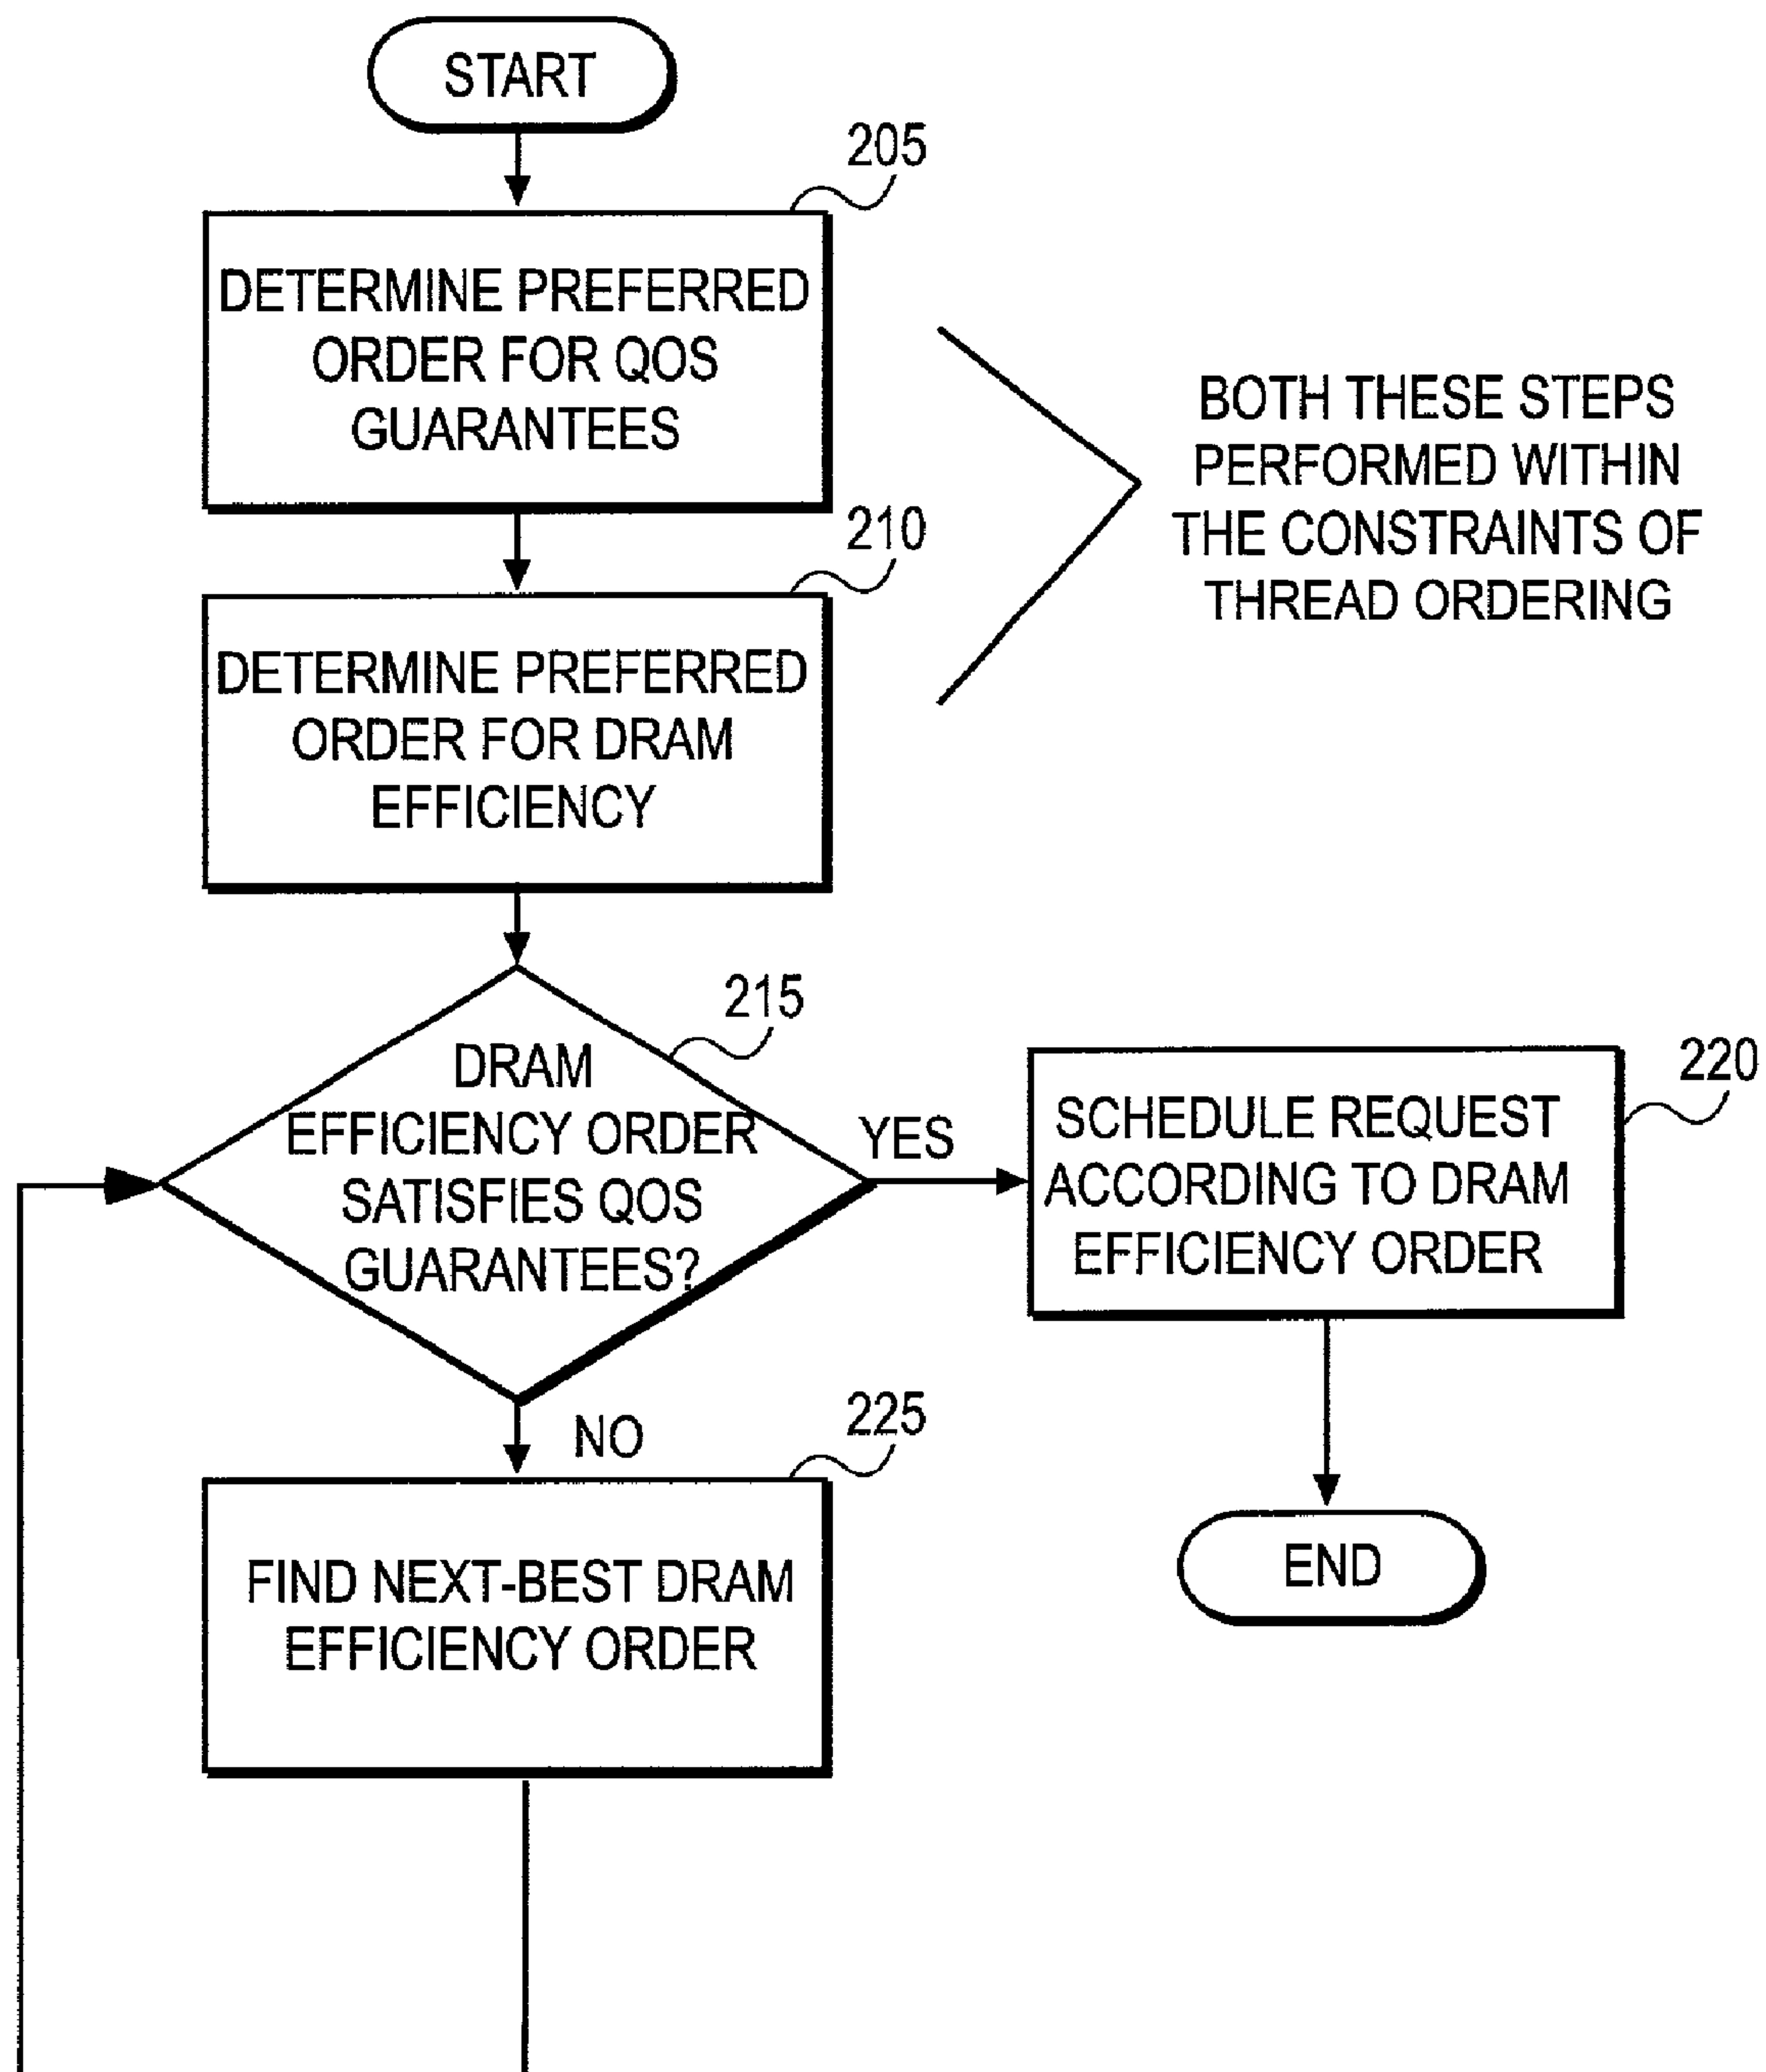 START
205
DETERMINE PREFERRED
ORDER FOR QOS
GUARANTEES
BOTH THESE STEPS
PERFORMED WITHIN
THE CONSTRAINTS OF
THREAD ORDERING
210
DETERMINE PREFERRED
ORDER FOR DRAM
EFFICIENCY
215
DRAM
EFFICIENCY ORDER
SATISFIES QOS
GUARANTEES?
YES
220
SCHEDULE REQUEST
ACCORDING TO DRAM
EFFICIENCY ORDER
NO
225
FIND NEXT-BEST DRAM
EFFICIENCY ORDER
END